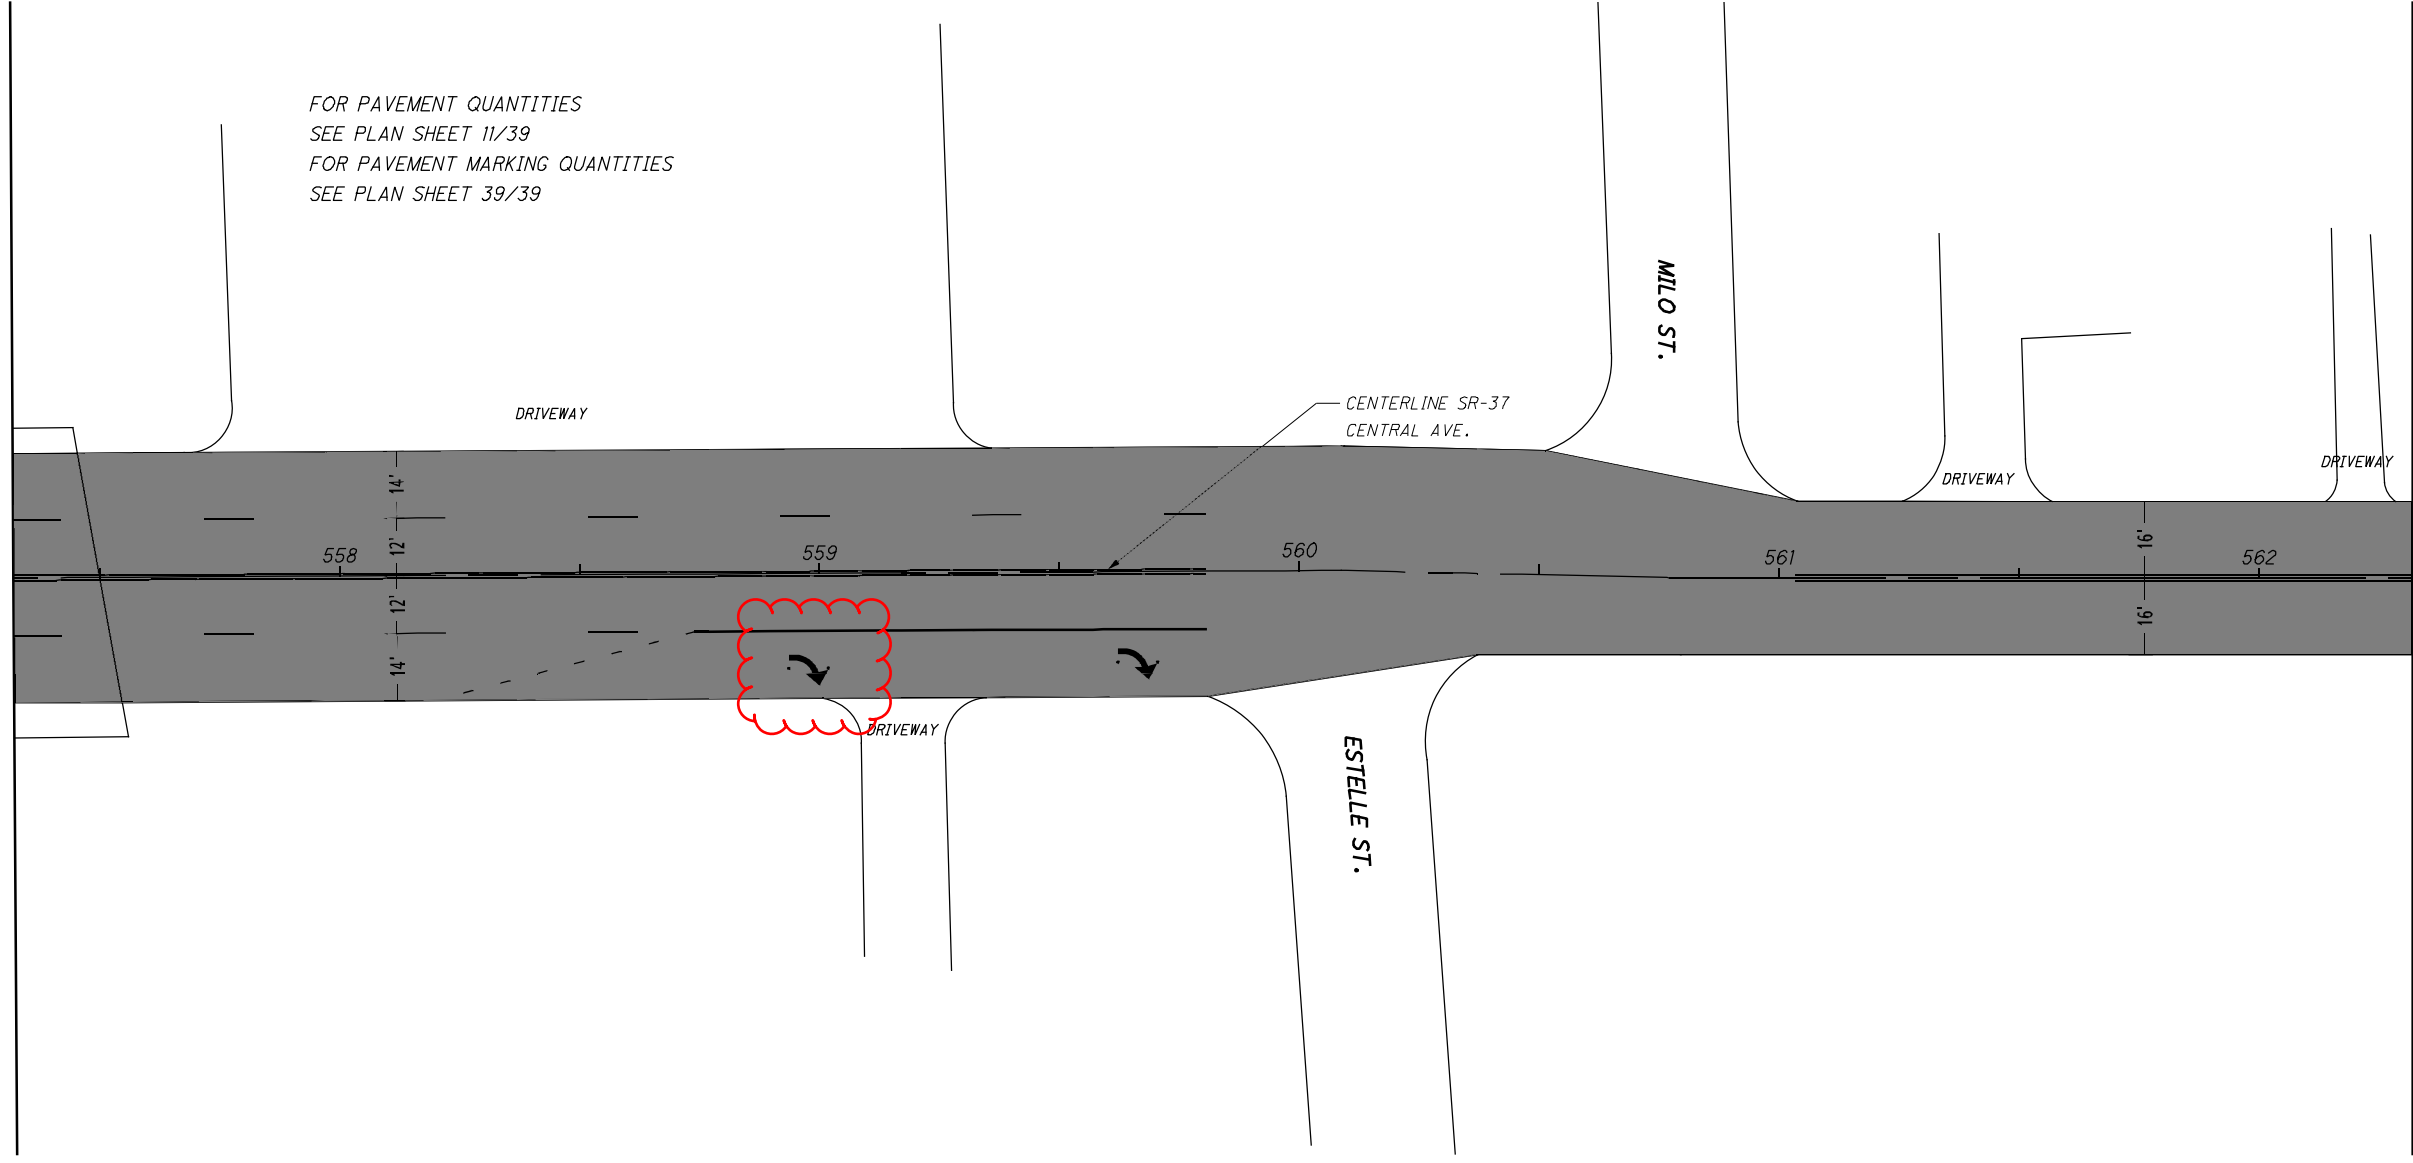 FOR PAVEMENT QUANTITIES
SEE PLAN SHEET 11/39
FOR PAVEMENT MARKING QUANTITIES
SEE PLAN SHEET 39/39
MILO ST.
DRIVEWAY
CENTERLINE SR-37
CENTRAL AVE.
DRIVEWAY
DRIVEWAY
14'
12'
12'
14'
558
559
560
561
562
16'
16'
DRIVEWAY
ESTELLE ST.